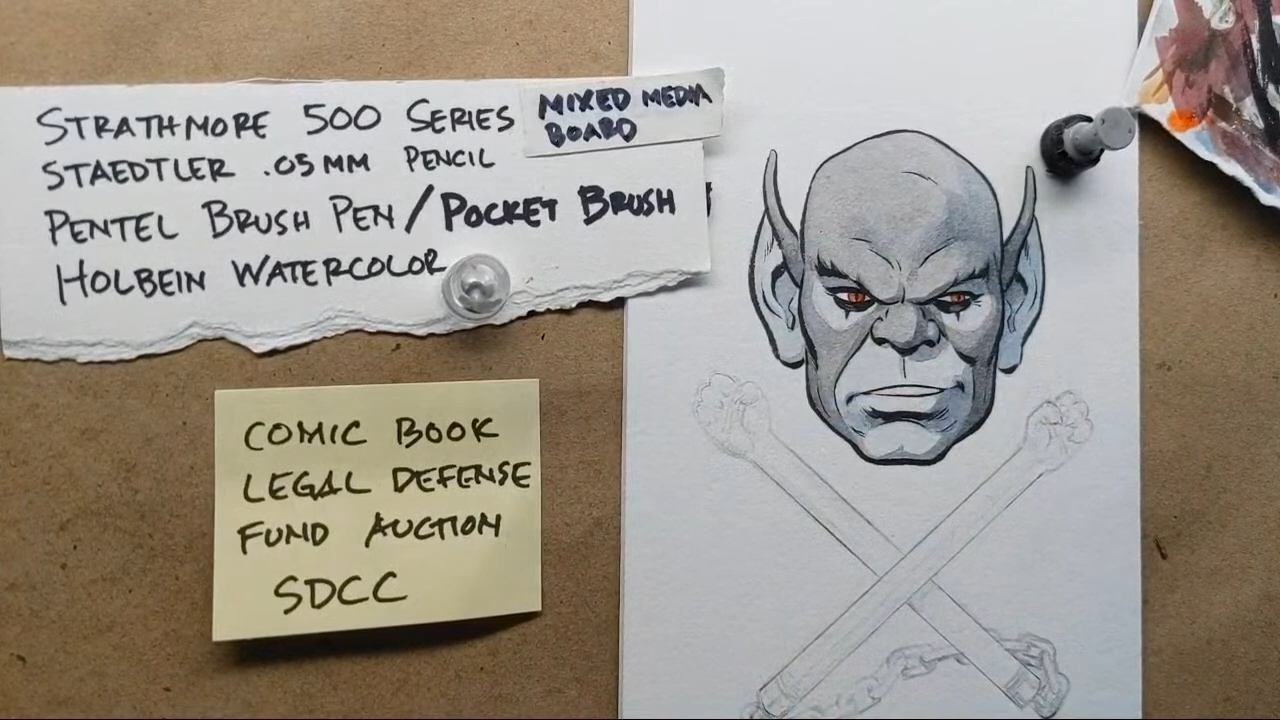 STRATHMORE 500 SERIES MIXED MEDIA
BOARD
STAEDTLER .05MM PENCIL
PENTEL BRUSH PEN/POCKET BRUSH
HOLBEIN WATERCOLOR
COMIC BOOK
LEGAL DEFENSE
FUND AUCTION
SDCC